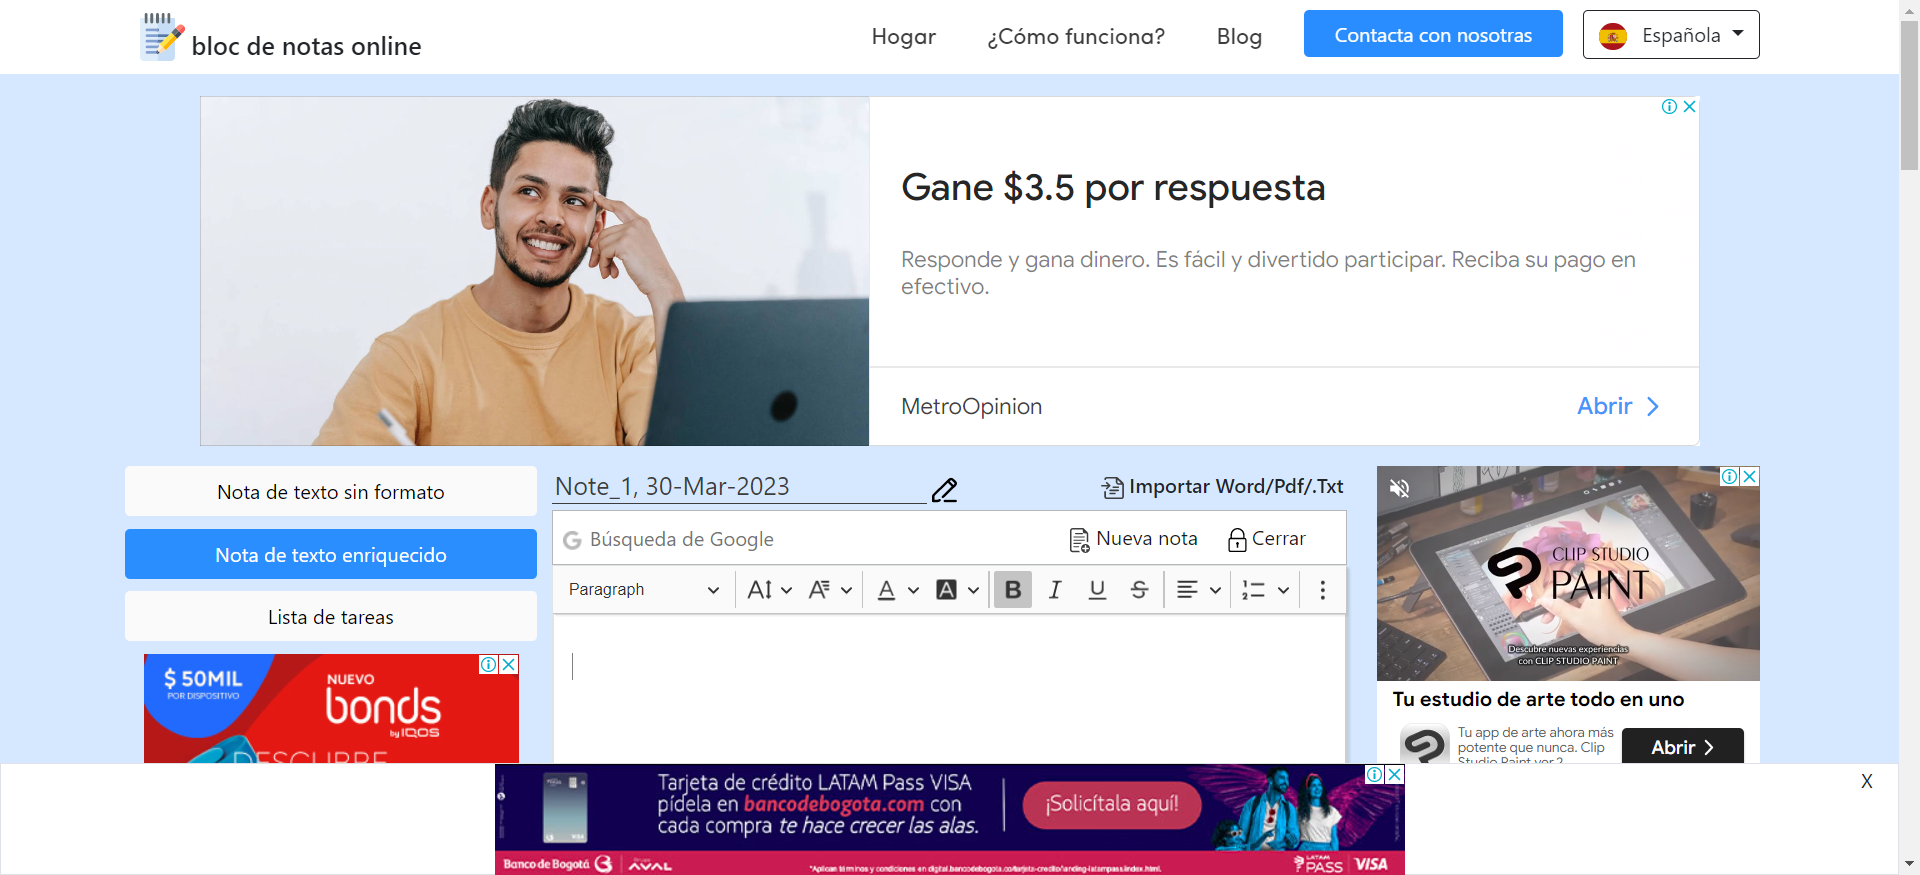 bloc de notas online
Hogar
¿Cómo funciona?
Blog
Contacta con nosotras
Española
Gane $3.5 por respuesta
Responde y gana dinero. Es fácil y divertido participar. Reciba su pago en
efectivo.
MetroOpinion
Abrir
Nota de texto sin formato
Nota de texto enriquecido
Lista de tareas
$ 50MIL
POR DISPOSITIVO
NUEVO
bonds
by IQOS
DESCUBRE
Note_1, 30-Mar-2023
Importar Word/Pdf/.Txt
Búsqueda de Google
Nueva nota
Cerrar
Paragraph
CLIP STUDIO
PAINT
Descubre nuevas experiencias
con CLIP STUDIO PAINT
Tu estudio de arte todo en uno
Tu app de arte ahora más
potente que nunca. Clip
Studio Paint ver.2
Abrir
Tarjeta de crédito LATAM Pass VISA
pídela en bancodebogota.com con
cada compra te hace crecer las alas.
¡Solicítala aquí!
X
Banco de Bogotá
AVAL
*Aplican términos y condiciones en digital.bancodebogota.co/tarjeta-credito/landing-latampass/index.html.
LATAM
PASS
VISA